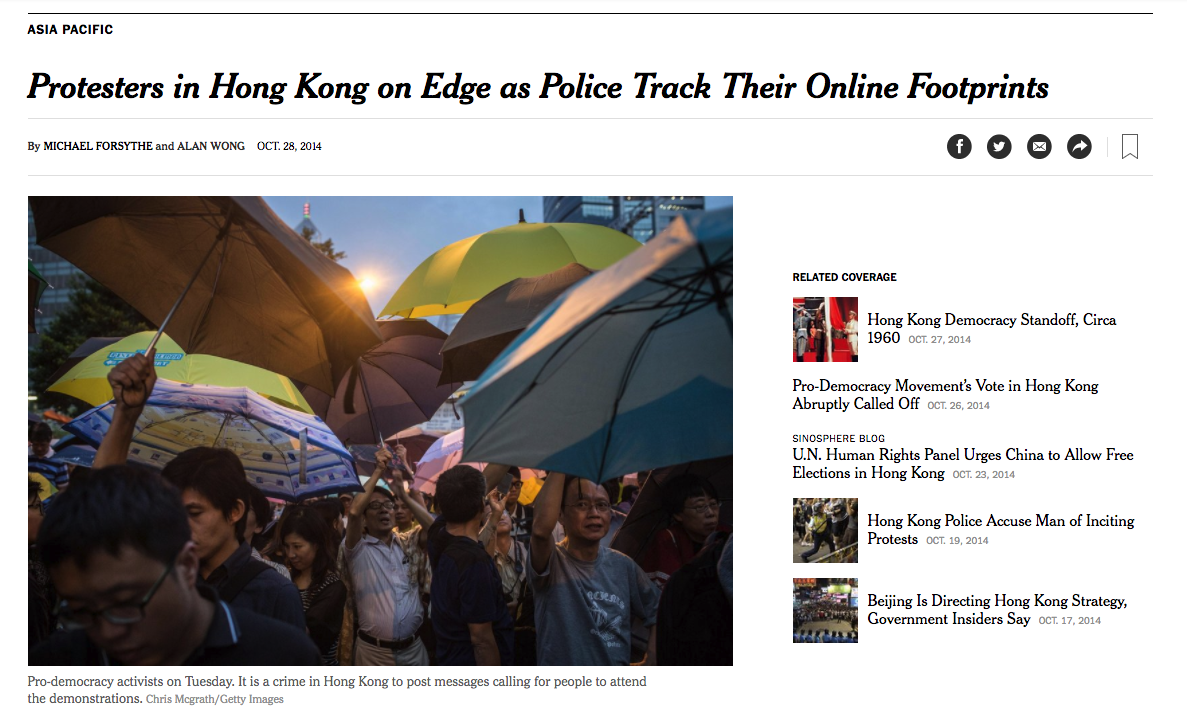 ASIA PACIFIC
Protesters in Hong Kong on Edge as Police Track Their Online Footprints
By MICHAEL FORSYTHE and ALAN WONG OCT. 28, 2014
Pro-democracy activists on Tuesday. It is a crime in Hong Kong to post messages calling for people to attend
the demonstrations. Chris Mcgrath/Getty Images
RELATED COVERAGE
Hong Kong Democracy Standoff, Circa
1960 OCT. 27, 2014
Pro-Democracy Movement's Vote in Hong Kong
Abruptly Called Off OCT. 26, 2014
SINOSPHERE BLOG
U.N. Human Rights Panel Urges China to Allow Free
Elections in Hong Kong OCT. 23, 2014
Hong Kong Police Accuse Man of Inciting
Protests OCT. 19, 2014
Beijing Is Directing Hong Kong Strategy,
Government Insiders Say OCT. 17, 2014